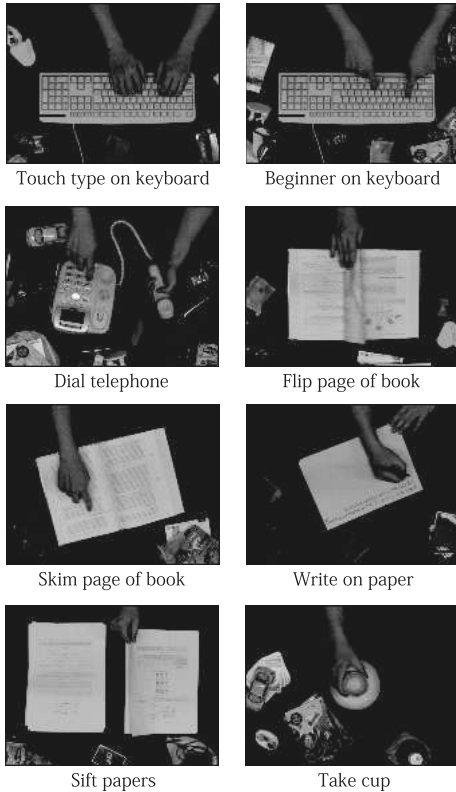 Touch type on keyboard
Beginner on keyboard
Dial telephone
Flip page of book
Skim page of book
Write on paper
Sift papers
Take cup